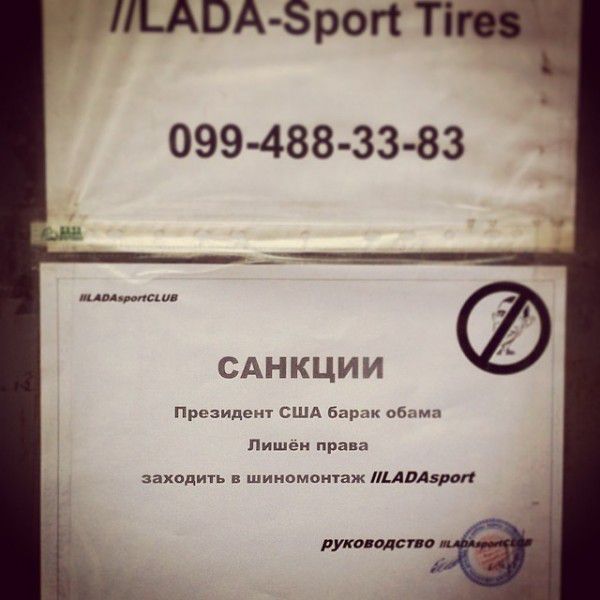 //LADA-Sport Tires
099-488-33-83
//LADAsportCLUB
САНКЦИИ
Президент США барак обама
Лишён права
заходить в шиномонтаж //LADAsport
руководство //LADAsportCLUB